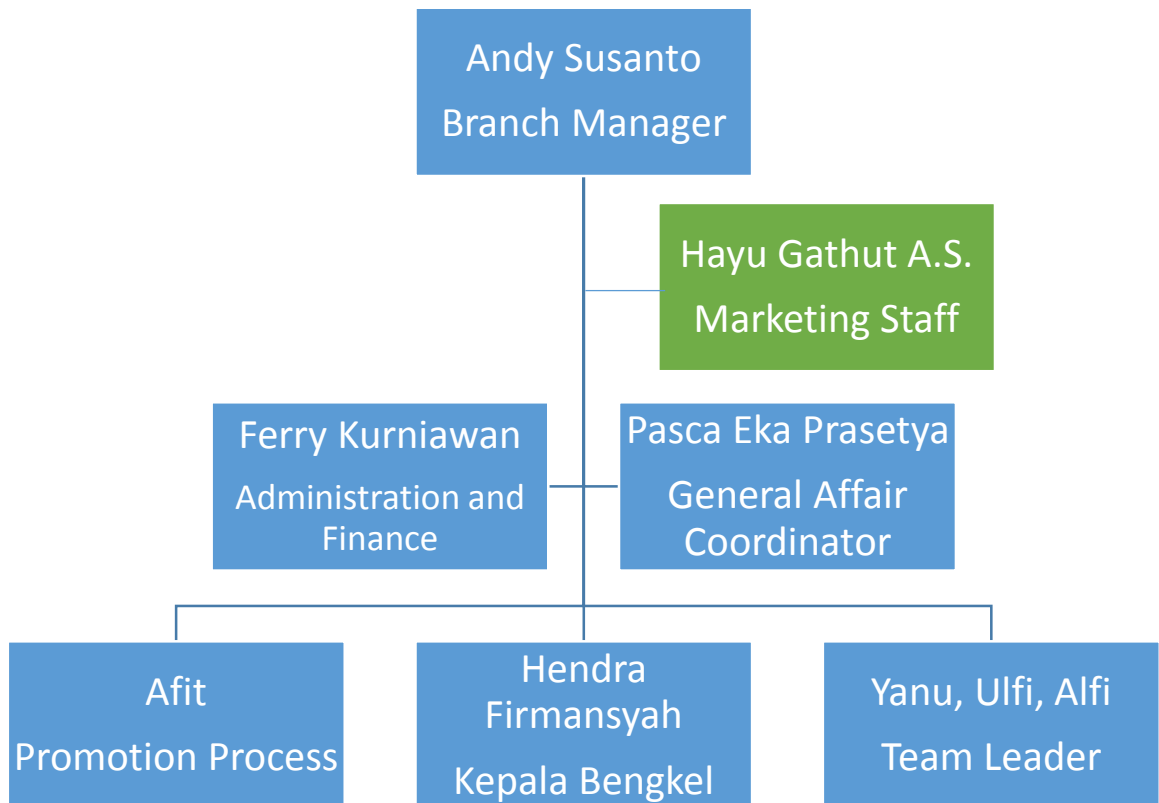 Andy Susanto
Branch Manager
Hayu Gathut A.S.
Marketing Staff
Ferry Kurniawan
Administration and
Finance
Pasca Eka Prasetya
General Affair
Coordinator
Afit
Promotion Process
Hendra
Firmansyah
Kepala Bengkel
Yanu, Ulfi, Alfi
Team Leader